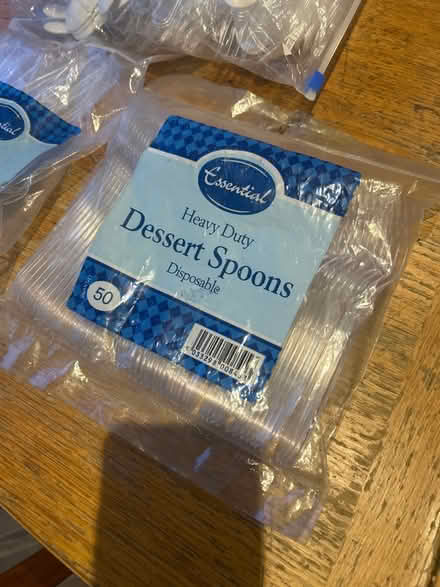 Essential
Heavy Duty
Dessert Spoons
Disposable
50